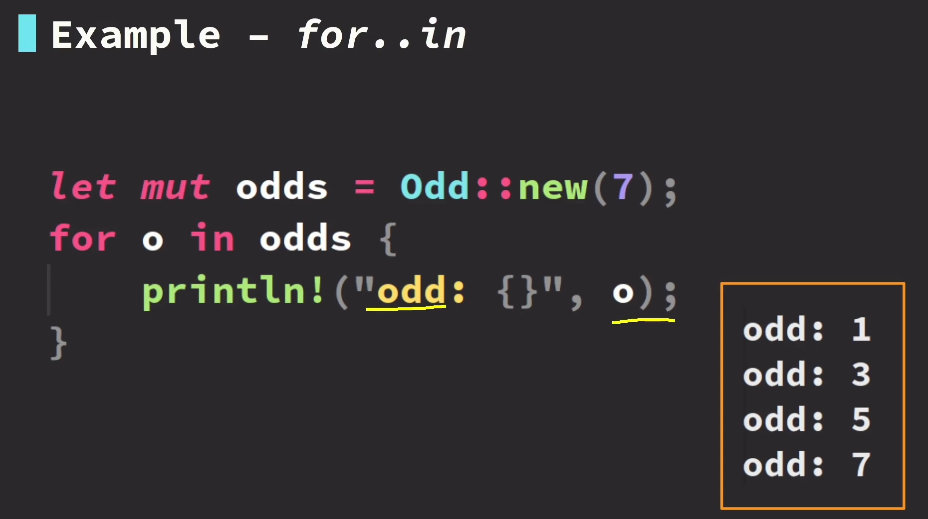 Example – for..in
let mut odds = Odd::new(7);
for o in odds {
println!("odd: {}", o);
}
odd: 1
odd: 3
odd: 5
odd: 7